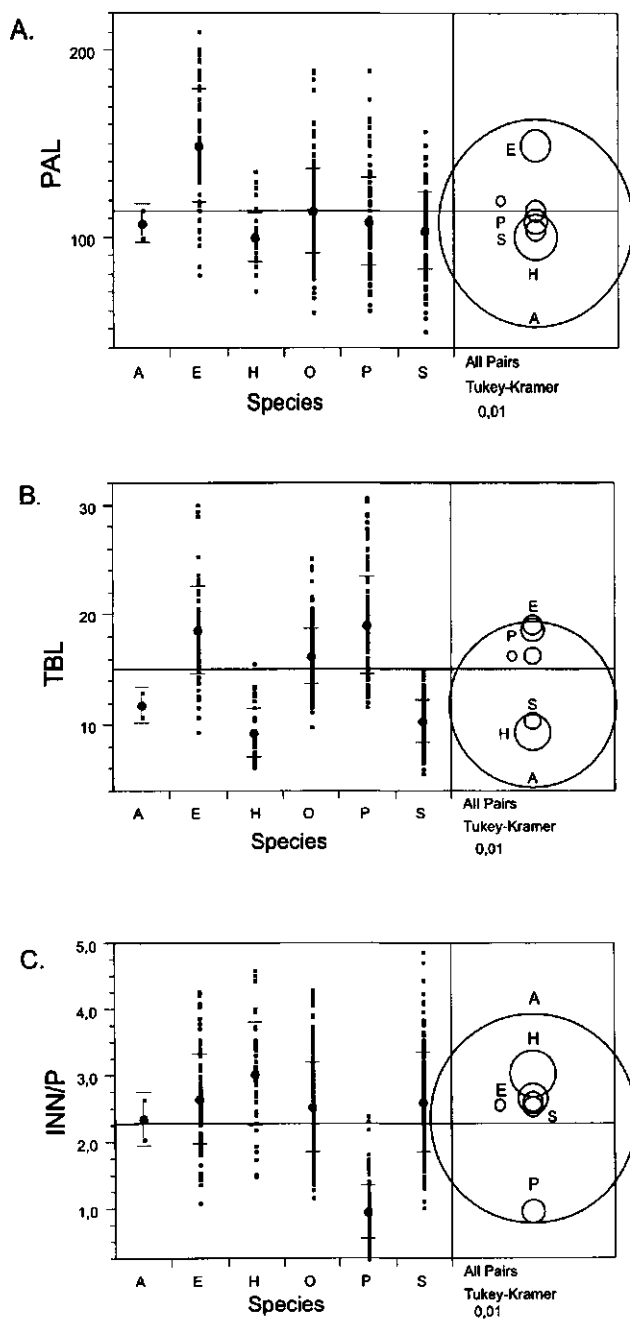 A.
200
100
PAL
A E H O P S
Species
E
O
P
S
H
A
All Pairs
Tukey-Kramer
0,01
B.
30
20
10
TBL
A E H O P S
Species
E
P
O
S
H
A
All Pairs
Tukey-Kramer
0,01
C.
5,0
4,0
3,0
2,0
1,0
INN/P
A E H O P S
Species
A
H
E
O
S
P
All Pairs
Tukey-Kramer
0,01